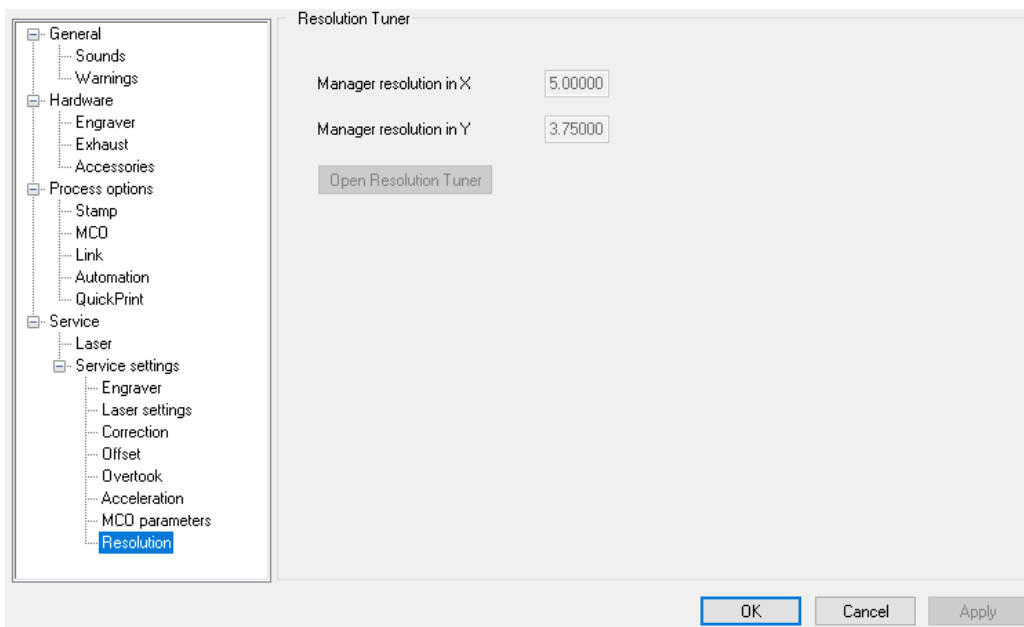 General
Sounds
Warnings
Hardware
Engraver
Exhaust
Accessories
Process options
Stamp
MCO
Link
Automation
QuickPrint
Service
Laser
Service settings
Engraver
Laser settings
Correction
Offset
Overtook
Acceleration
MCO parameters
Resolution
Resolution Tuner
Manager resolution in X 5.00000
Manager resolution in Y 3.75000
Open Resolution Tuner
OK Cancel Apply